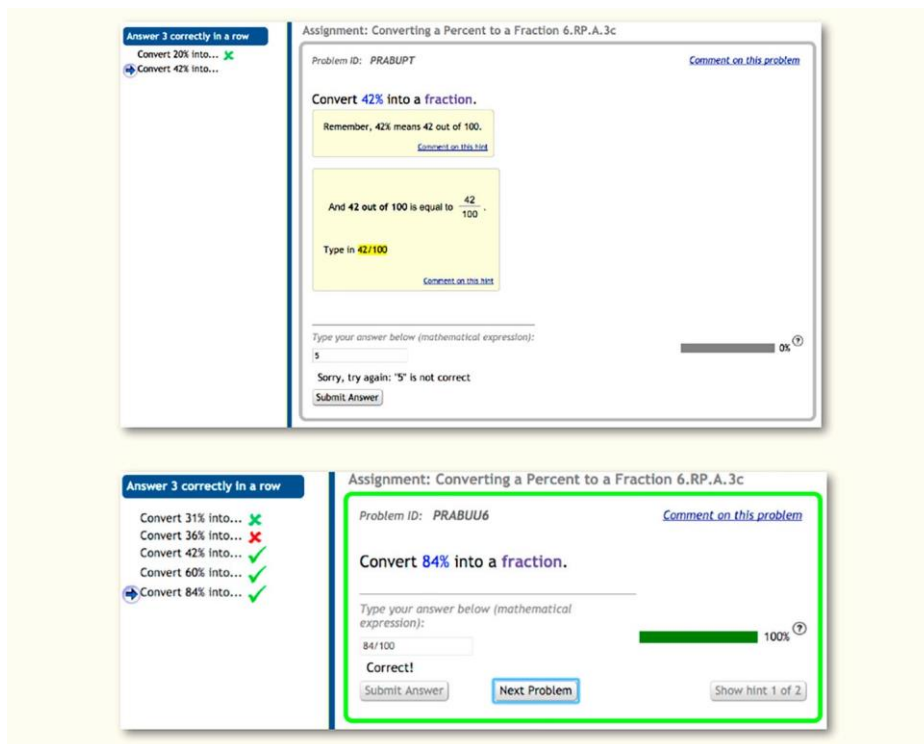 Answer 3 correctly in a row
Convert 20% into...
Convert 42% into...
Assignment: Converting a Percent to a Fraction 6.RP.A.3c
Problem ID: PRABUPT
Comment on this problem
Convert 42% into a fraction.
Remember, 42% means 42 out of 100.
Comment on this hint
And 42 out of 100 is equal to 42/100.
Type in 42/100
Comment on this hint
Type your answer below (mathematical expression):
5
0%
?
Sorry, try again: "5" is not correct
Submit Answer
Answer 3 correctly in a row
Convert 31% into...
Convert 36% into...
Convert 42% into...
Convert 60% into...
Convert 84% into...
Assignment: Converting a Percent to a Fraction 6.RP.A.3c
Problem ID: PRABUU6
Comment on this problem
Convert 84% into a fraction.
Type your answer below (mathematical
expression):
84/100
100%
?
Correct!
Submit Answer
Next Problem
Show hint 1 of 2